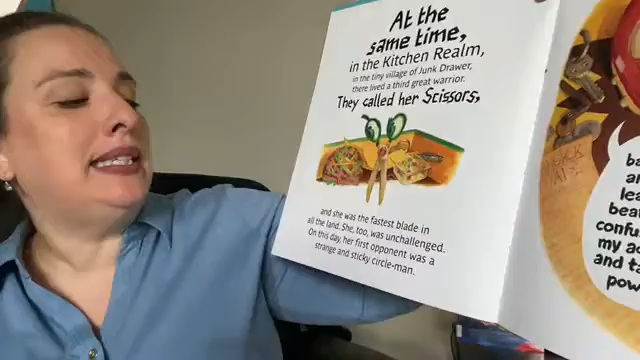 At the
same time,
in the Kitchen Realm,
in the tiny village of Junk Drawer,
there lived a third great warrior.
They called her Scissors,
and she was the fastest blade in
all the land. She, too, was unchallenged.
On this day, her first opponent was a
strange and sticky circle-man.
my
and